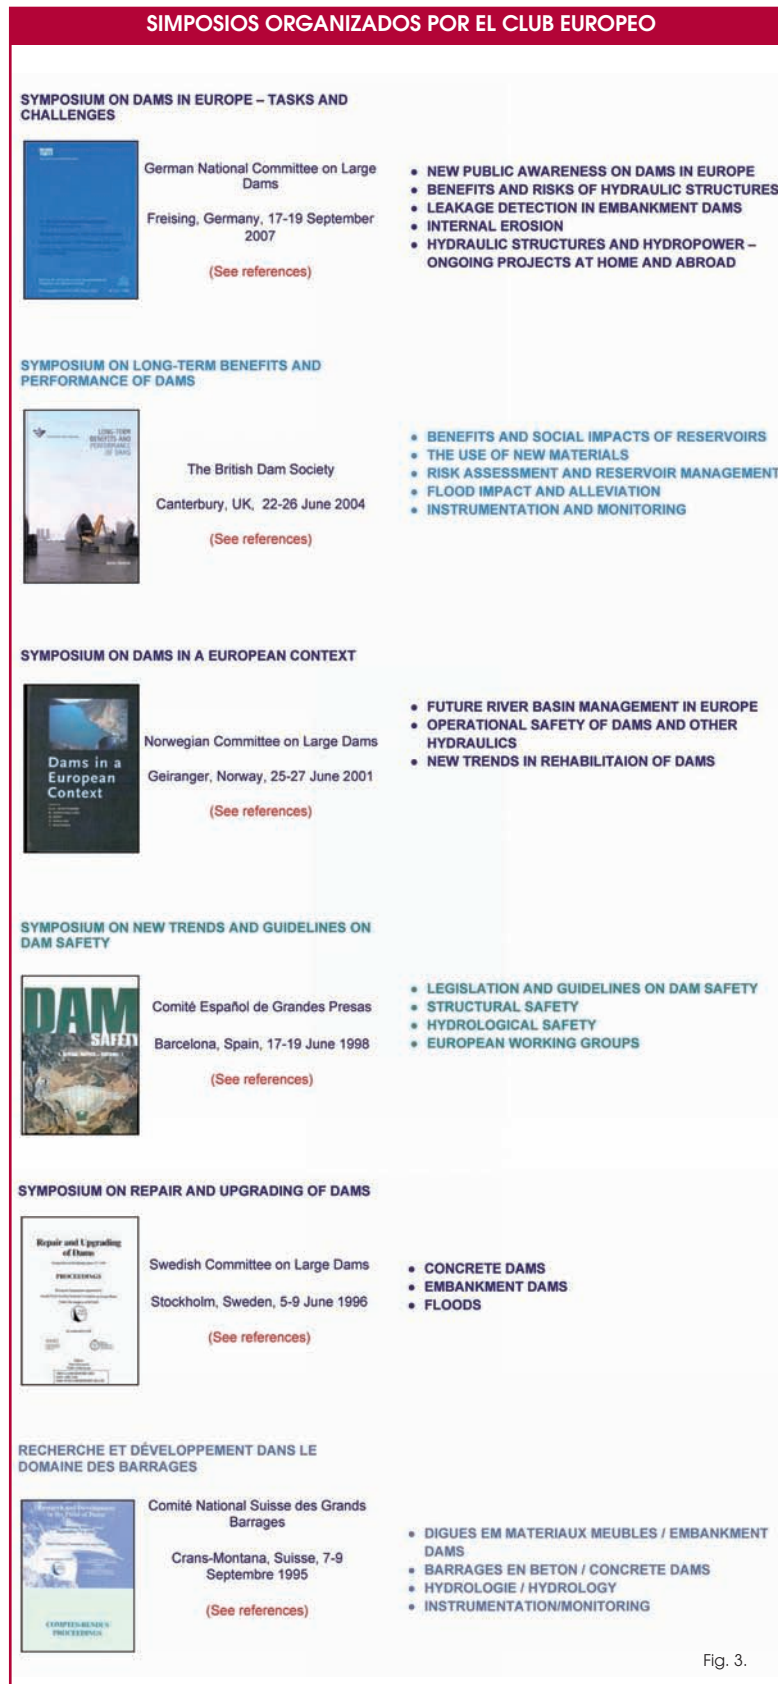 SIMPOSIOS ORGANIZADOS POR EL CLUB EUROPEO
SYMPOSIUM ON DAMS IN EUROPE – TASKS AND
CHALLENGES
German National Committee on Large
Dams
Freising, Germany, 17-19 September
2007
(See references)
• NEW PUBLIC AWARENESS ON DAMS IN EUROPE
• BENEFITS AND RISKS OF HYDRAULIC STRUCTURES
• LEAKAGE DETECTION IN EMBANKMENT DAMS
• INTERNAL EROSION
• HYDRAULIC STRUCTURES AND HYDROPOWER –
ONGOING PROJECTS AT HOME AND ABROAD
SYMPOSIUM ON LONG-TERM BENEFITS AND
PERFORMANCE OF DAMS
LONG-TERM
BENEFITS AND
PERFORMANCE
OF DAMS
The British Dam Society
Canterbury, UK, 22-26 June 2004
(See references)
• BENEFITS AND SOCIAL IMPACTS OF RESERVOIRS
• THE USE OF NEW MATERIALS
• RISK ASSESSMENT AND RESERVOIR MANAGEMENT
• FLOOD IMPACT AND ALLEVIATION
• INSTRUMENTATION AND MONITORING
SYMPOSIUM ON DAMS IN A EUROPEAN CONTEXT
Dams in a
European
Context
Norwegian Committee on Large Dams
Geiranger, Norway, 25-27 June 2001
(See references)
• FUTURE RIVER BASIN MANAGEMENT IN EUROPE
• OPERATIONAL SAFETY OF DAMS AND OTHER
HYDRAULICS
• NEW TRENDS IN REHABILITAION OF DAMS
SYMPOSIUM ON NEW TRENDS AND GUIDELINES ON
DAM SAFETY
DAM
SAFETY
Comité Español de Grandes Presas
Barcelona, Spain, 17-19 June 1998
(See references)
• LEGISLATION AND GUIDELINES ON DAM SAFETY
• STRUCTURAL SAFETY
• HYDROLOGICAL SAFETY
• EUROPEAN WORKING GROUPS
SYMPOSIUM ON REPAIR AND UPGRADING OF DAMS
Repair and Upgrading
of Dams
PROCEEDINGS
Swedish Committee on Large Dams
Stockholm, Sweden, 5-9 June 1996
(See references)
• CONCRETE DAMS
• EMBANKMENT DAMS
• FLOODS
RECHERCHE ET DÉVELOPPEMENT DANS LE
DOMAINE DES BARRAGES
Research and Development
in the Field of Dams
COMPTES-RENDUS
PROCEEDINGS
Comité National Suisse des Grands
Barrages
Crans-Montana, Suisse, 7-9
Septembre 1995
(See references)
• DIGUES EM MATERIAUX MEUBLES / EMBANKMENT
DAMS
• BARRAGES EN BETON / CONCRETE DAMS
• HYDROLOGIE / HYDROLOGY
• INSTRUMENTATION/MONITORING
Fig. 3.